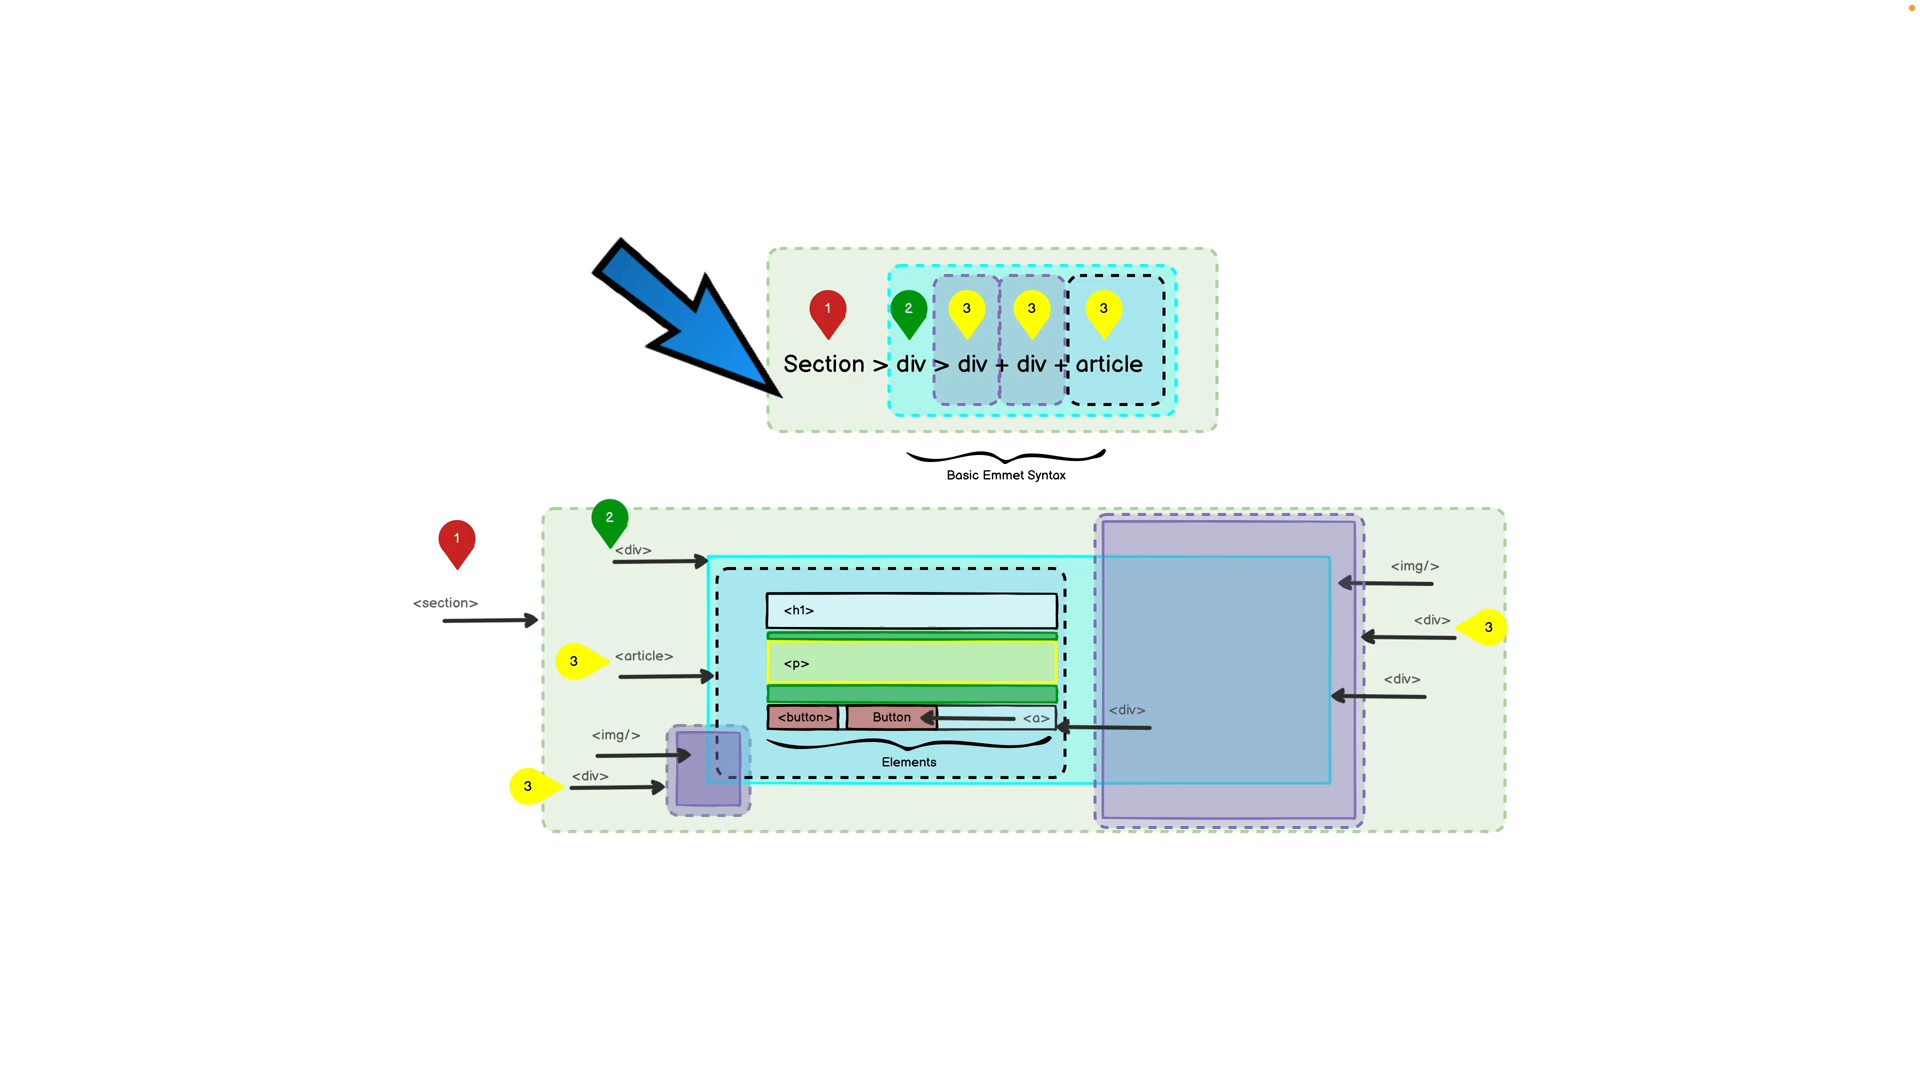 1 2 3 3 3
Section > div > div + div + article
Basic Emmet Syntax
2
1
<div>
<img/>
<section>
<h1>
<div> 3
3 <article>
<p>
<div>
<button> Button <a> <div>
<img/>
Elements
3 <div>